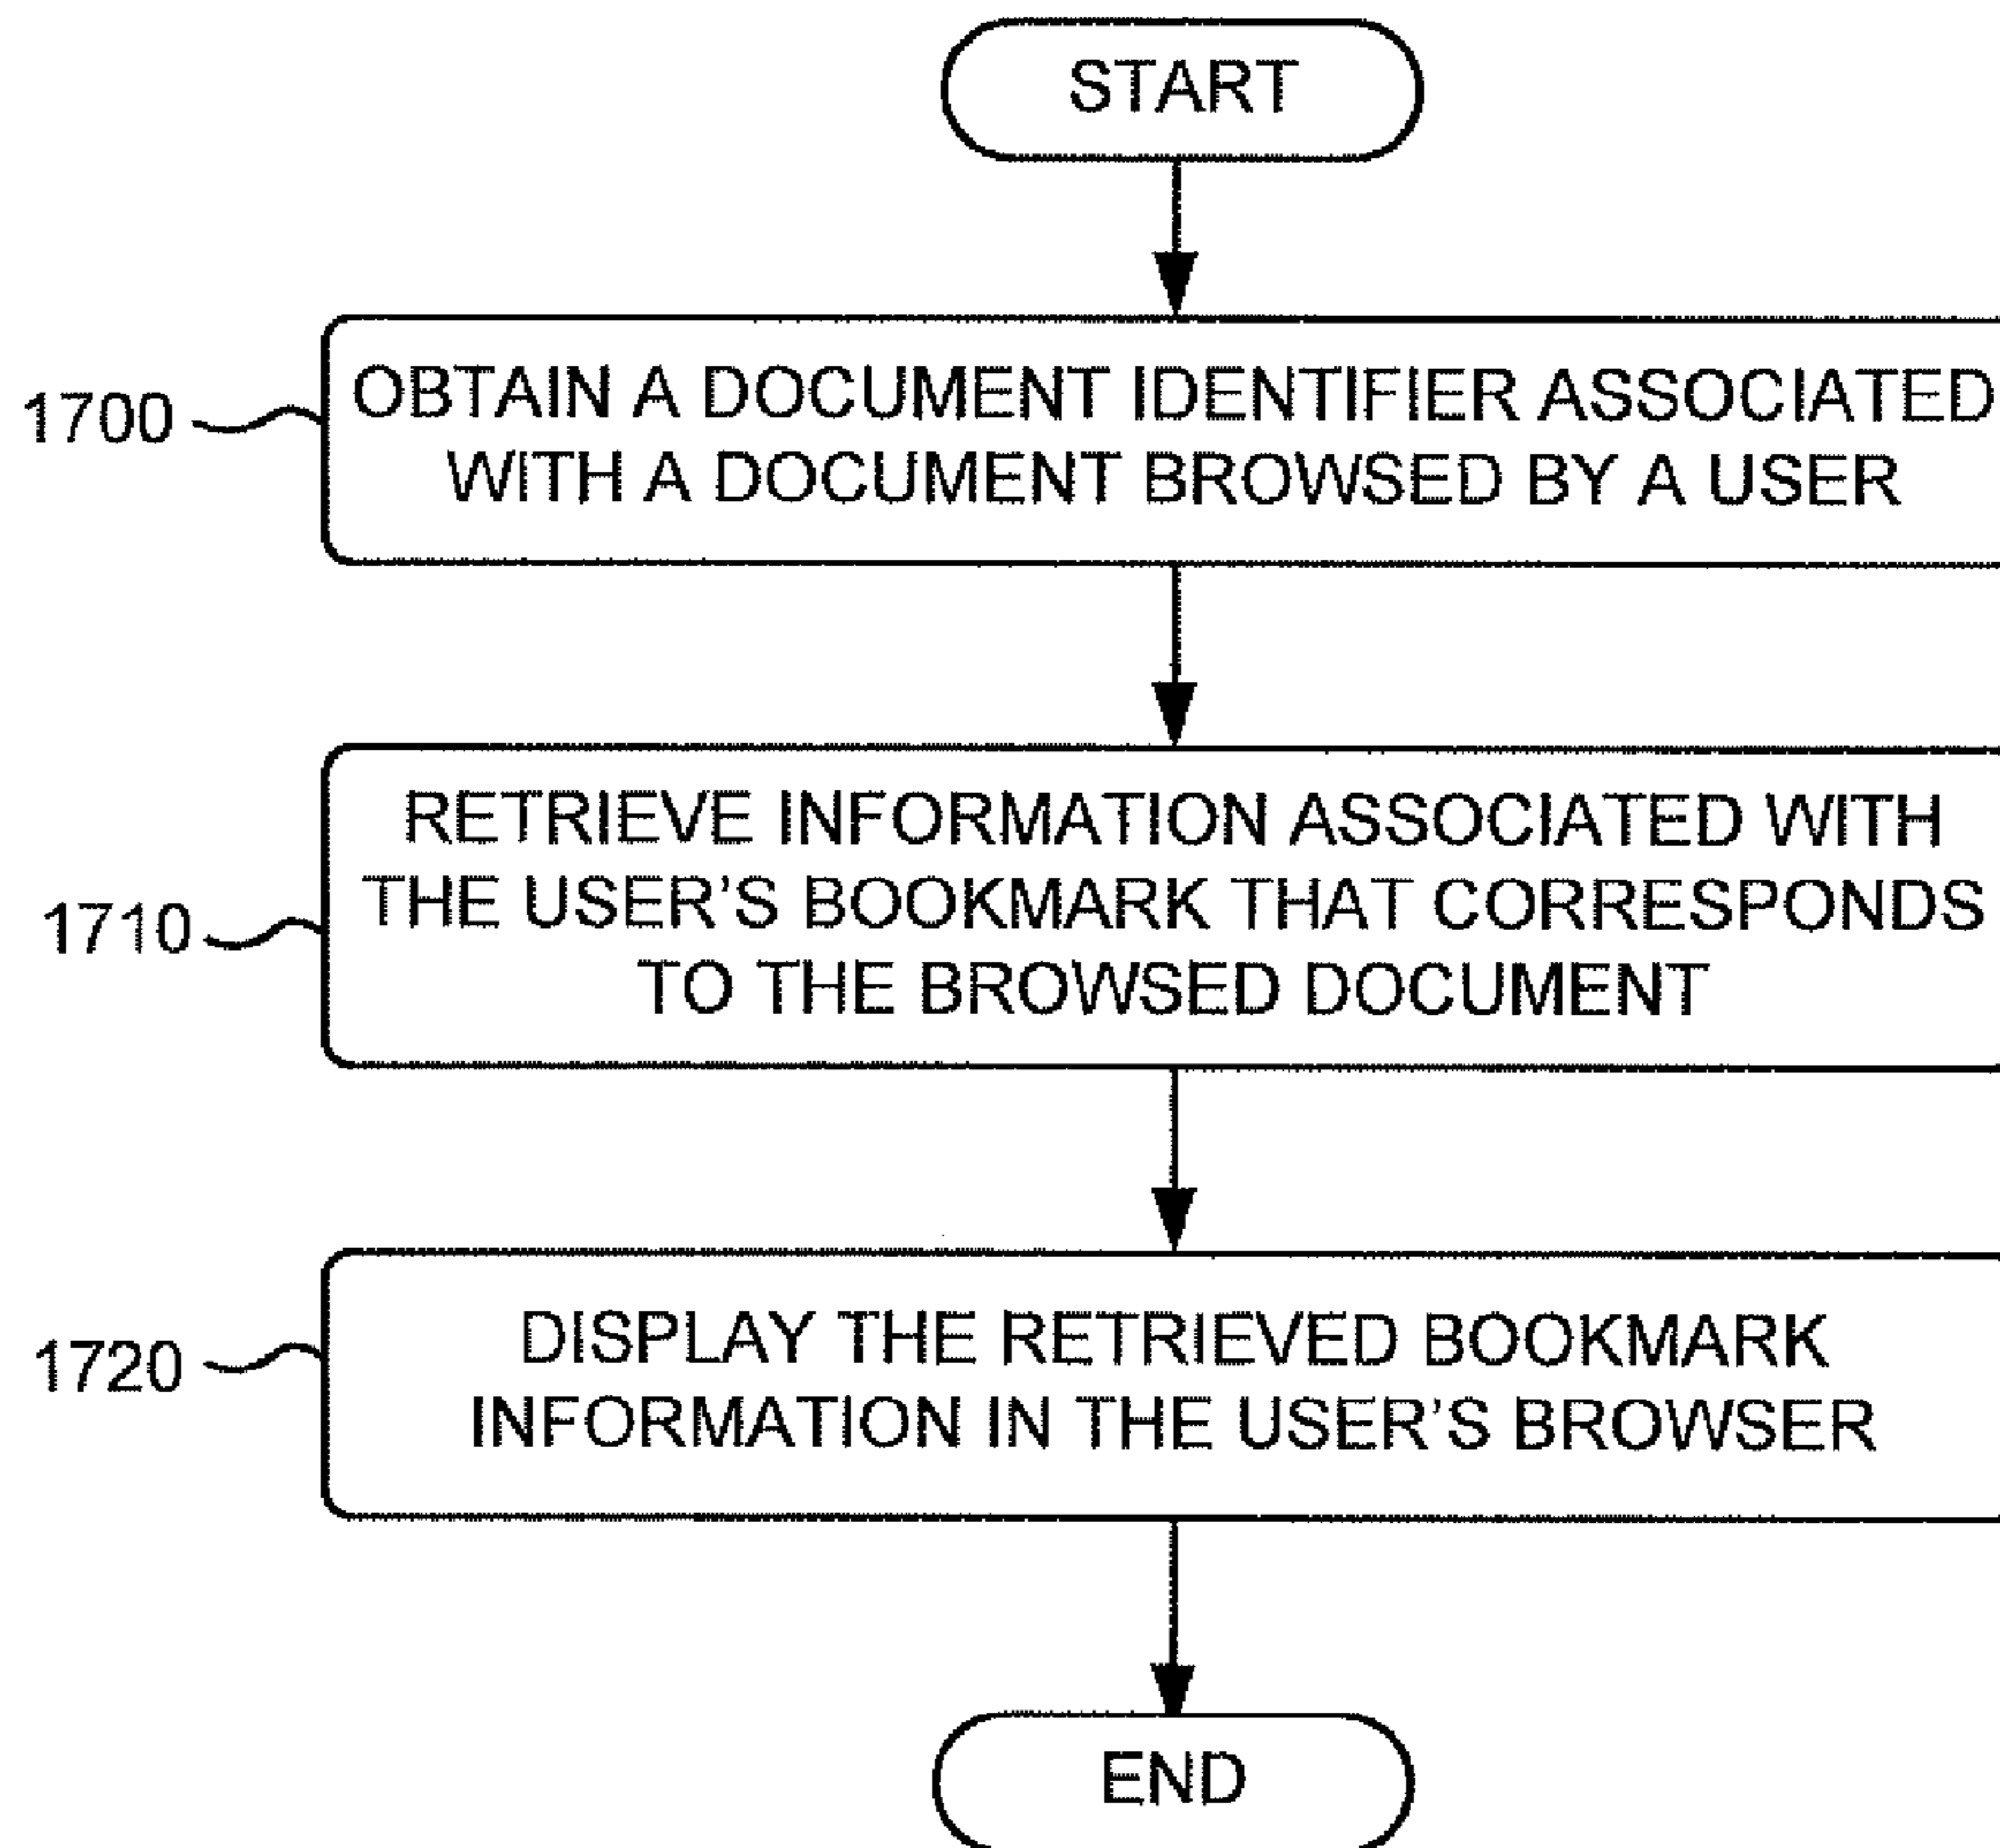 START
1700
OBTAIN A DOCUMENT IDENTIFIER ASSOCIATED
WITH A DOCUMENT BROWSED BY A USER
1710
RETRIEVE INFORMATION ASSOCIATED WITH
THE USER'S BOOKMARK THAT CORRESPONDS
TO THE BROWSED DOCUMENT
1720
DISPLAY THE RETRIEVED BOOKMARK
INFORMATION IN THE USER'S BROWSER
END